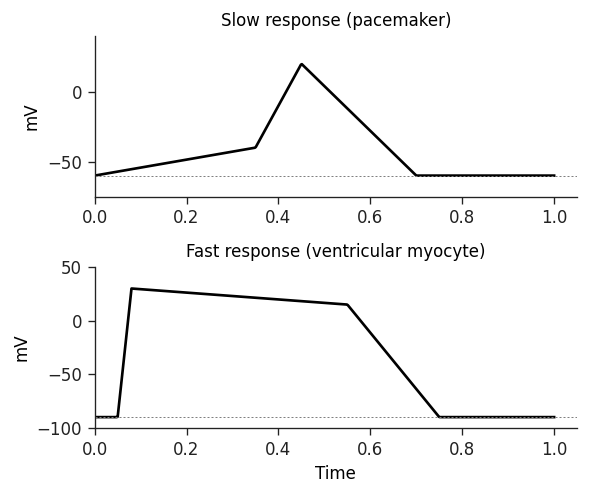 Slow response (pacemaker)
0
mV
−50
0.0 0.2 0.4 0.6 0.8 1.0
Fast response (ventricular myocyte)
50
0
mV
−50
−100
0.0 0.2 0.4 0.6 0.8 1.0
Time